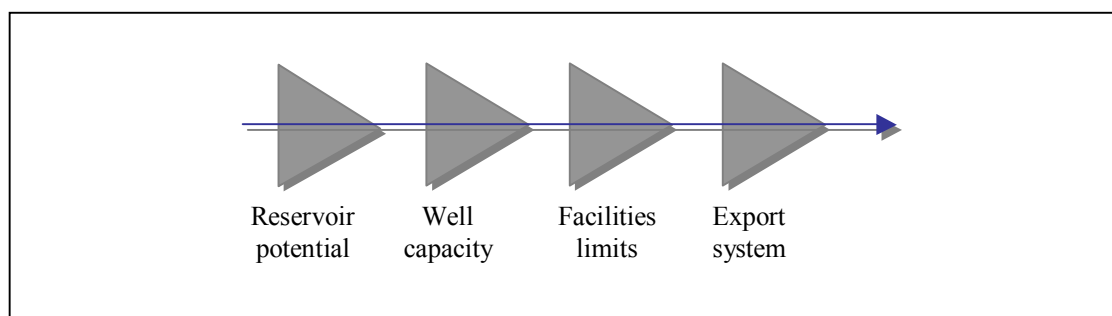 Reservoir potential
Well capacity
Facilities limits
Export system